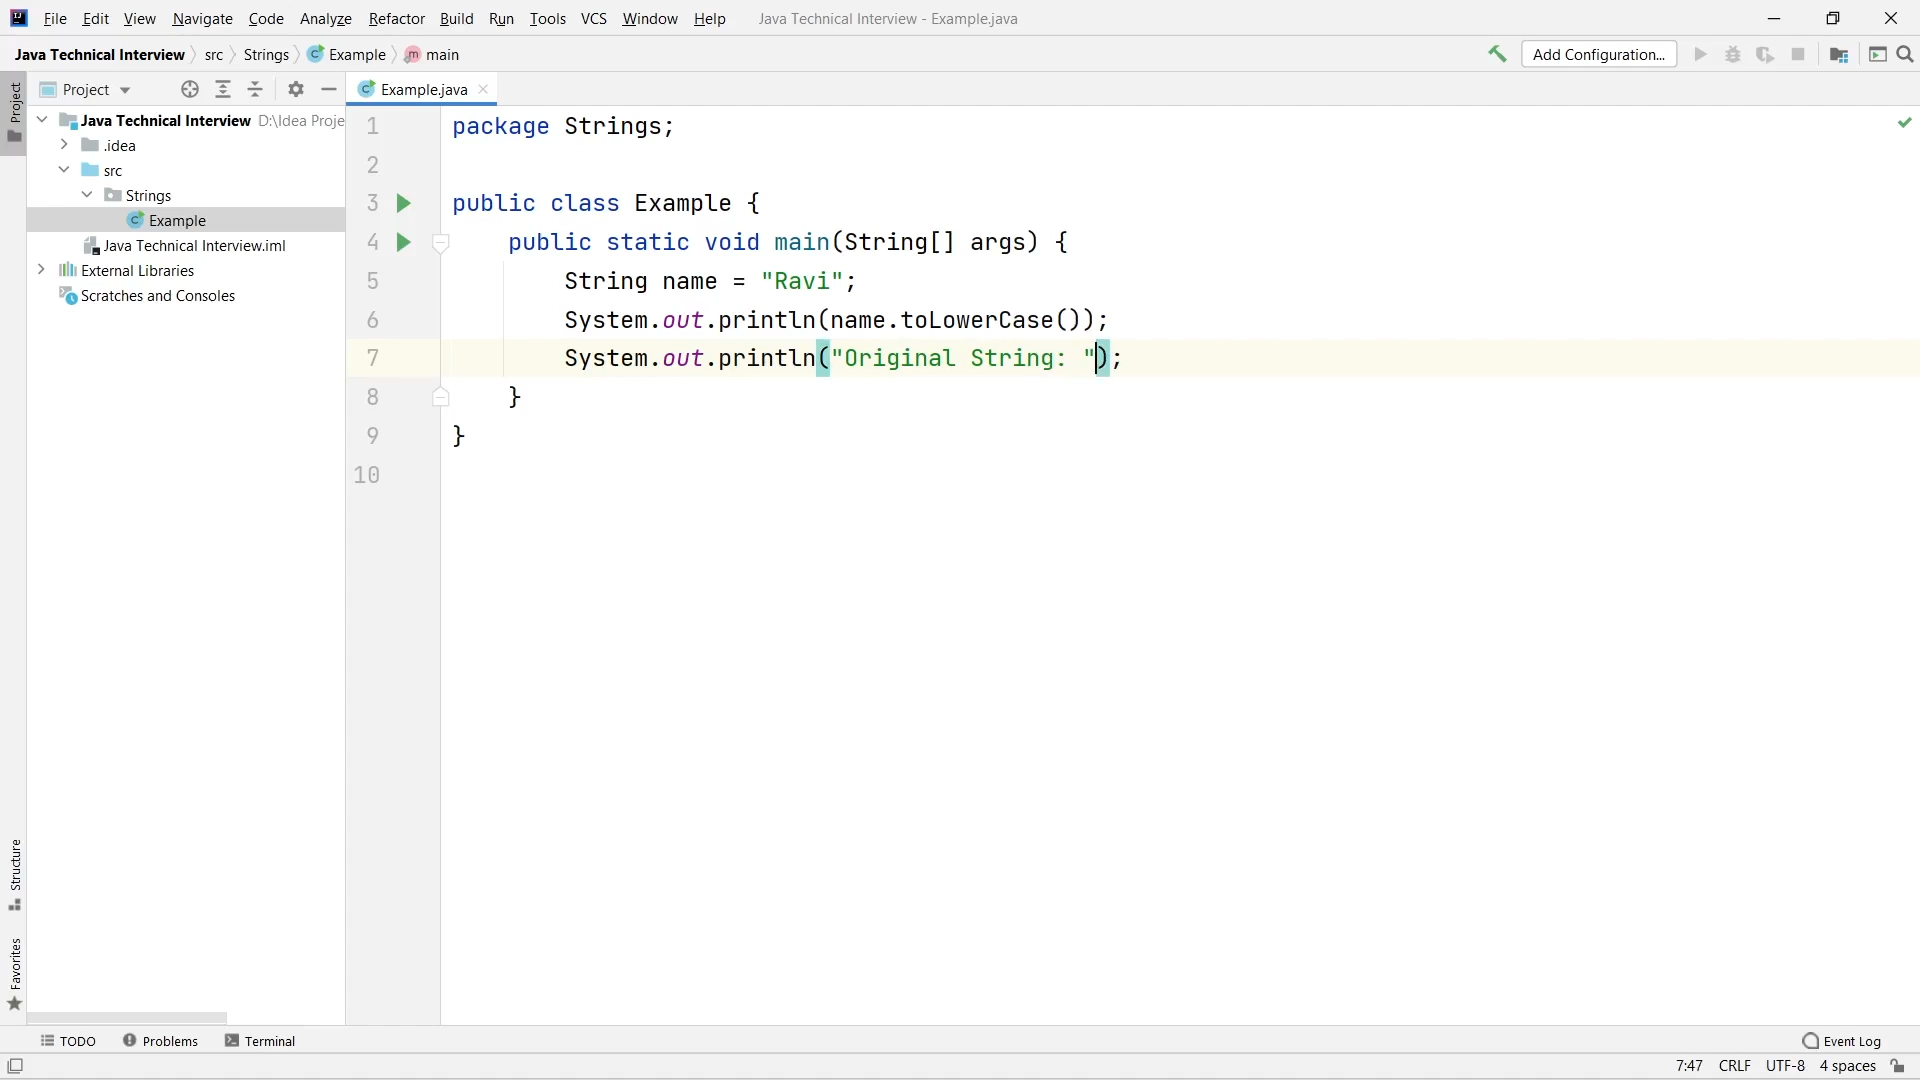 File Edit View Navigate Code Analyze Refactor Build Run Tools VCS Window Help Java Technical Interview - Example.java
Java Technical Interview src Strings Example main Add Configuration...
Project Example.java
Java Technical Interview D:\Idea Proje
.idea
src
Strings
Example
Java Technical Interview.iml
External Libraries
Scratches and Consoles
Project
Structure
Favorites
1 package Strings;
2
3 public class Example {
4 public static void main(String[] args) {
5 String name = "Ravi";
6 System.out.println(name.toLowerCase());
7 System.out.println("Original String: ");
8 }
9 }
10
TODO Problems Terminal Event Log
7:47 CRLF UTF-8 4 spaces